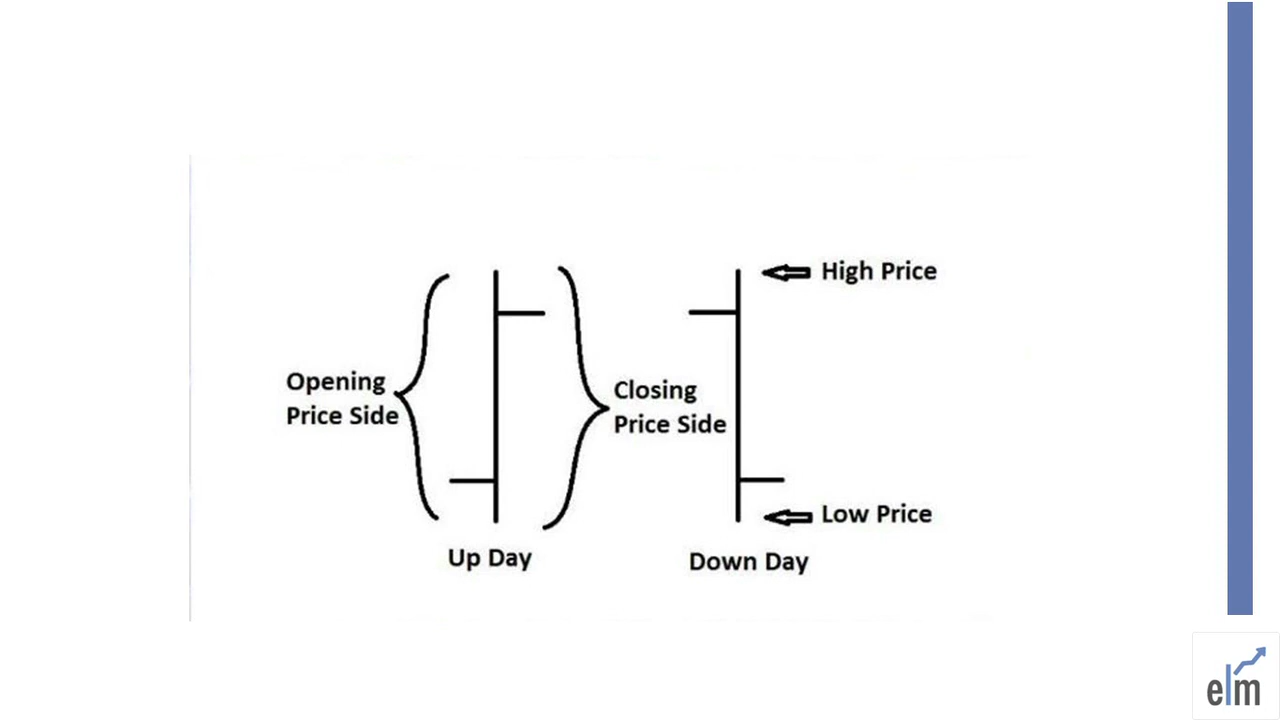 High Price
Opening
Price Side
Closing
Price Side
Low Price
Up Day
Down Day
elm